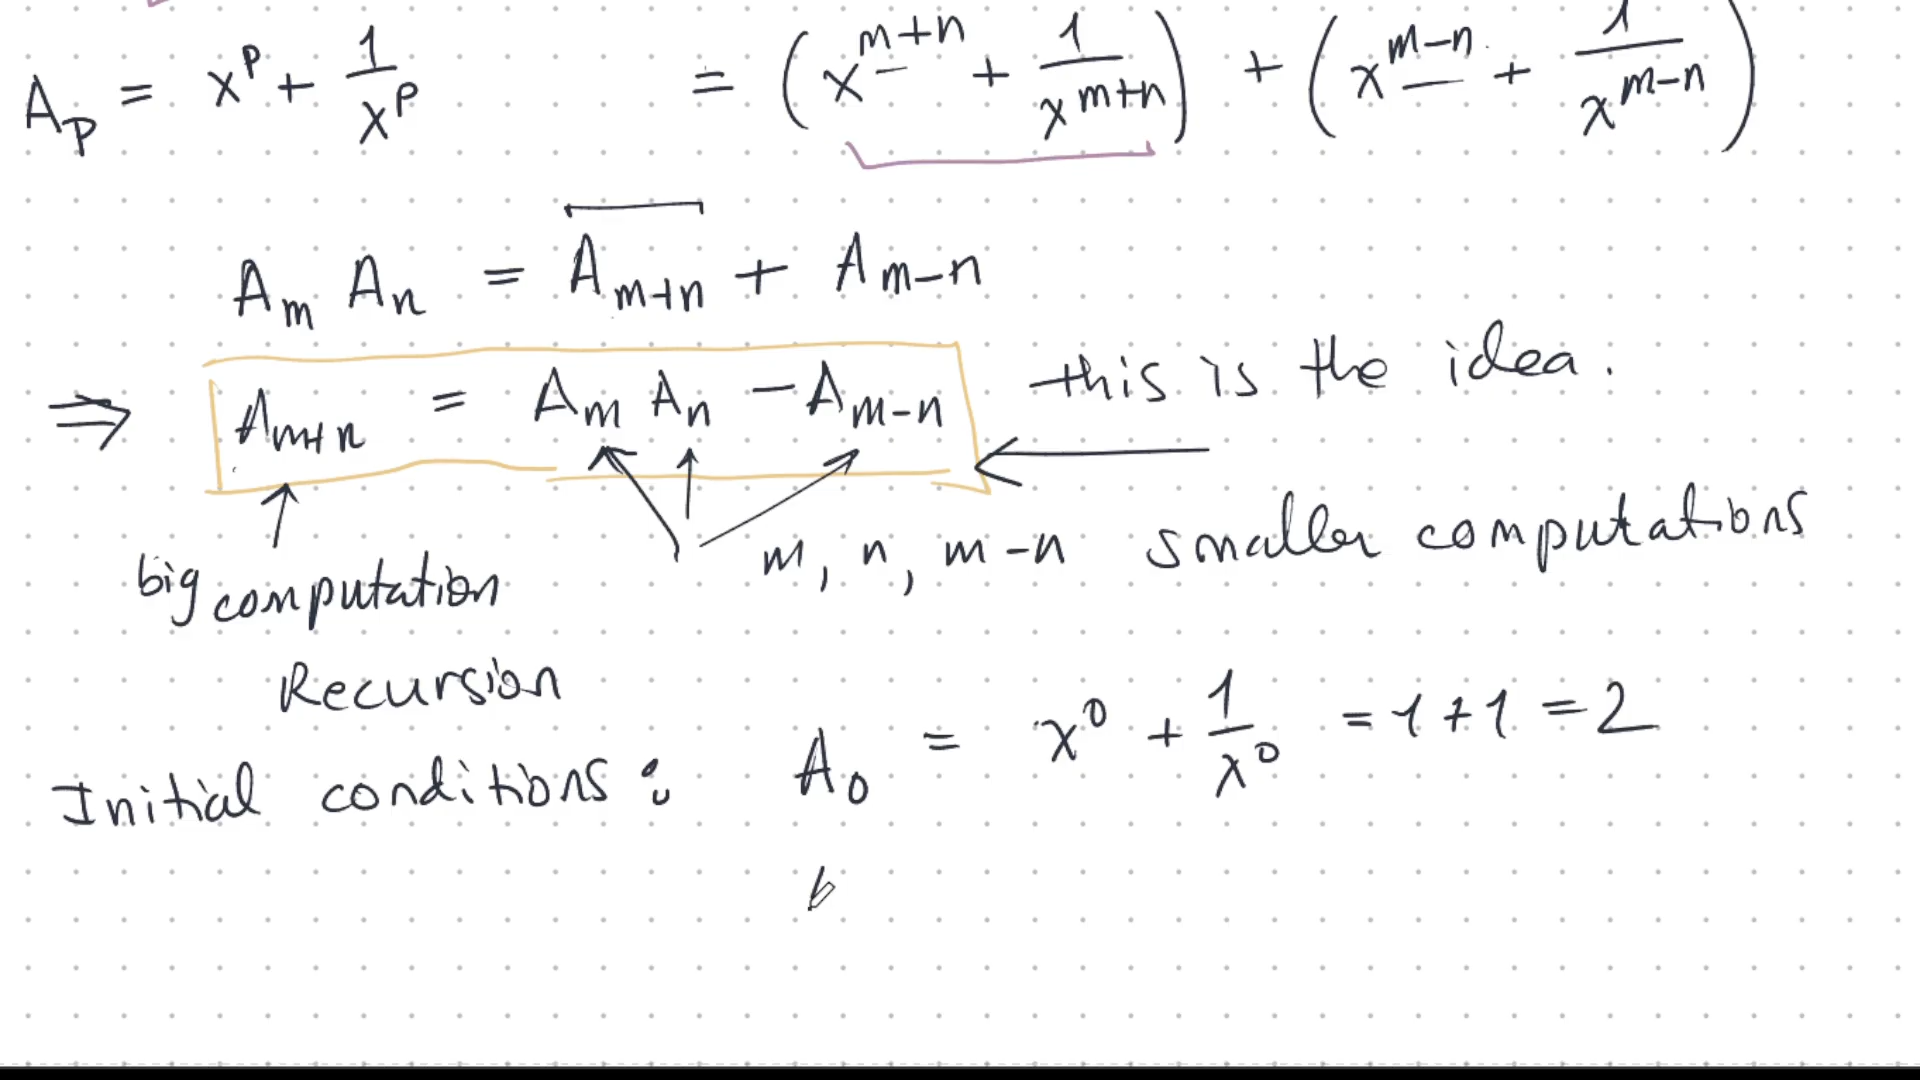 A_p = x^p + 1/x^p = (x^{m+n} + 1/x^{m+n}) + (x^{m-n} + 1/x^{m-n})
A_m A_n = A_{m+n} + A_{m-n}
⇒ A_{m+n} = A_m A_n - A_{m-n} this is the idea.
big computation m, n, m-n smaller computations
Recursion
Initial conditions : A_0 = x^0 + 1/x^0 = 1+1 = 2